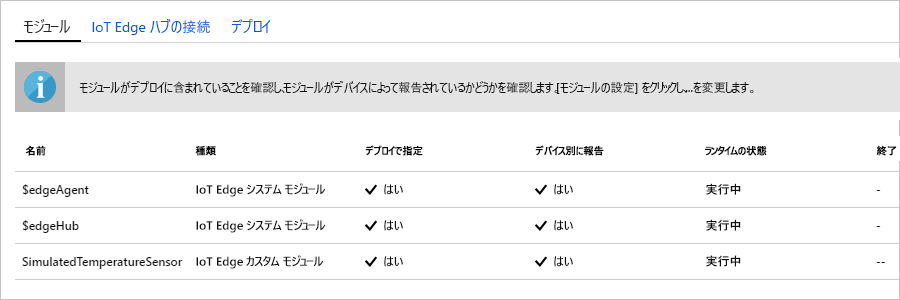 モジュール IoT Edge ハブの接続 デプロイ
モジュールがデプロイに含まれていることを確認し、モジュールがデバイスによって報告されているかどうかを確認します。[モジュールの設定] をクリックし、...を変更します。
名前 種類 デプロイで指定 デバイス別に報告 ランタイムの状態 終了
$edgeAgent IoT Edge システム モジュール はい はい 実行中 -
$edgeHub IoT Edge システム モジュール はい はい 実行中 -
SimulatedTemperatureSensor IoT Edge カスタム モジュール はい はい 実行中 --